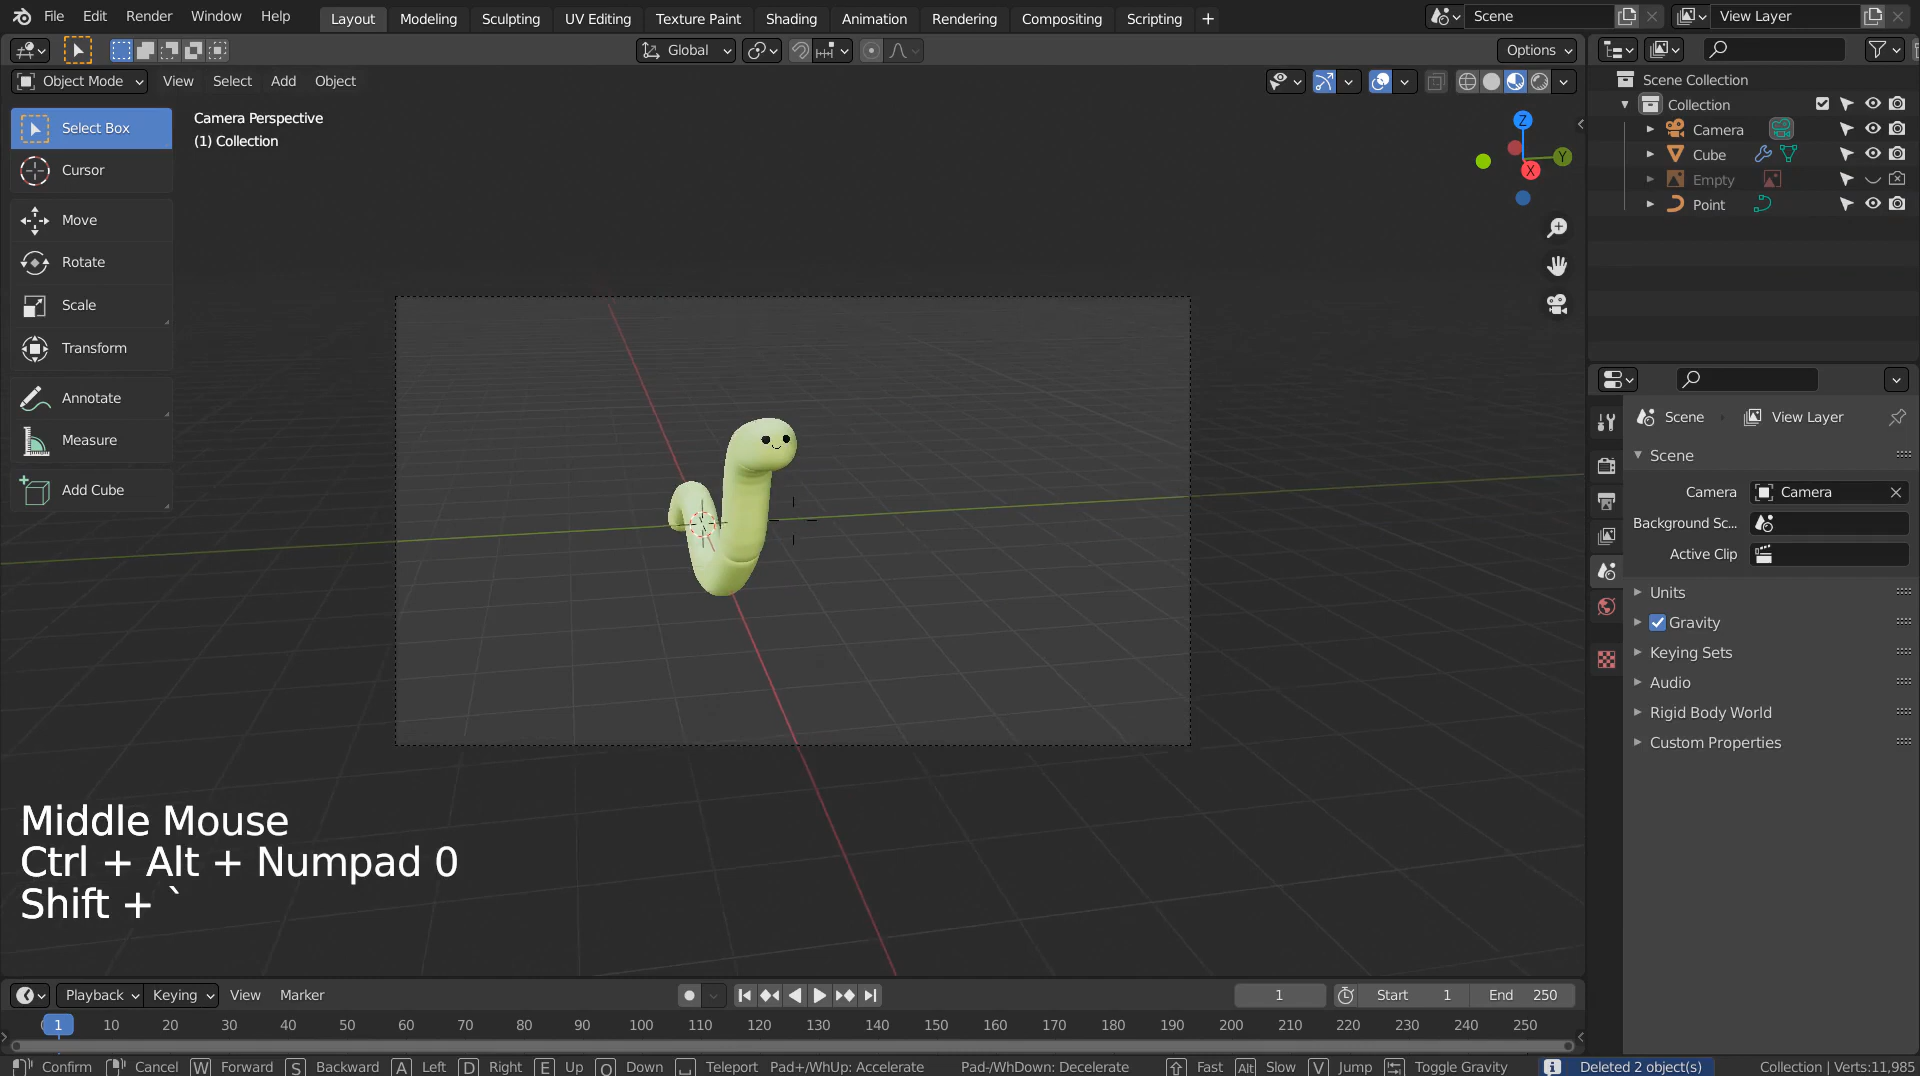 File Edit Render Window Help Layout Modeling Sculpting UV Editing Texture Paint Shading Animation Rendering Compositing Scripting + Scene View Layer
Global Options
Object Mode View Select Add Object
Select Box
Cursor
Move
Rotate
Scale
Transform
Annotate
Measure
Add Cube
Camera Perspective
(1) Collection
Z
Y
X
Middle Mouse
Ctrl + Alt + Numpad 0
Shift + `
Scene Collection
Collection
Camera
Cube
Empty
Point
Scene View Layer
Scene
Camera Camera
Background Sc...
Active Clip
Units
Gravity
Keying Sets
Audio
Rigid Body World
Custom Properties
Playback Keying View Marker 1 Start 1 End 250
1 10 20 30 40 50 60 70 80 90 100 110 120 130 140 150 160 170 180 190 200 210 220 230 240 250
Confirm Cancel W Forward S Backward A Left D Right E Up Q Down Teleport Pad+/WhUp: Accelerate Pad-/WhDown: Decelerate Fast Alt Slow V Jump Toggle Gravity Deleted 2 object(s) Collection | Verts:11,985